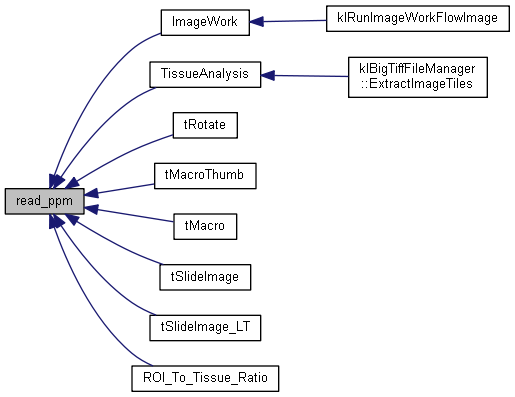 ImageWork
klRunImageWorkFlowImage
TissueAnalysis
klBigTiffFileManager
::ExtractImageTiles
tRotate
tMacroThumb
read_ppm
tMacro
tSlideImage
tSlideImage_LT
ROI_To_Tissue_Ratio